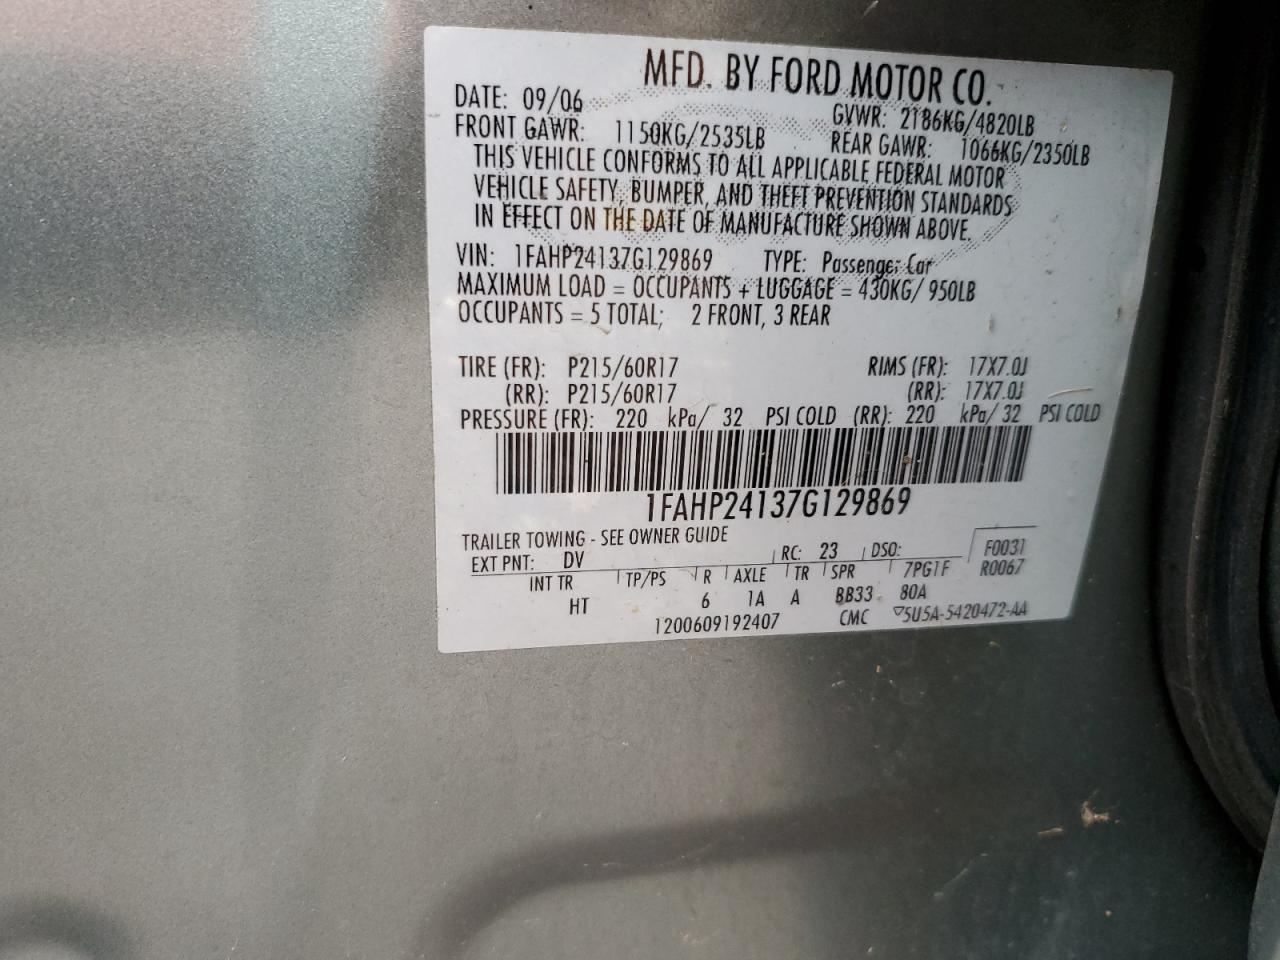 MFD. BY FORD MOTOR CO.
DATE: 09/06 GVWR: 2186KG/4820LB
FRONT GAWR: 1150KG/2535LB REAR GAWR: 1066KG/2350LB
THIS VEHICLE CONFORMS TO ALL APPLICABLE FEDERAL MOTOR
VEHICLE SAFETY, BUMPER, AND THEFT PREVENTION STANDARDS
IN EFFECT ON THE DATE OF MANUFACTURE SHOWN ABOVE.
VIN: 1FAHP24137G129869 TYPE: Passenger Car
MAXIMUM LOAD = OCCUPANTS + LUGGAGE = 430KG/ 950LB
OCCUPANTS = 5 TOTAL; 2 FRONT, 3 REAR
TIRE (FR): P215/60R17 RIMS (FR): 17X7.0J
(RR): P215/60R17 (RR): 17X7.0J
PRESSURE (FR): 220 kPa/ 32 PSI COLD (RR): 220 kPa/ 32 PSI COLD
1FAHP24137G129869
TRAILER TOWING - SEE OWNER GUIDE
EXT PNT: DV RC: 23 DSO: F0031
INT TR TP/PS R AXLE TR SPR 7PG1F R0067
HT 6 1A A BB33 80A
1200609192407 CMC ▽5U5A-5420472-AA